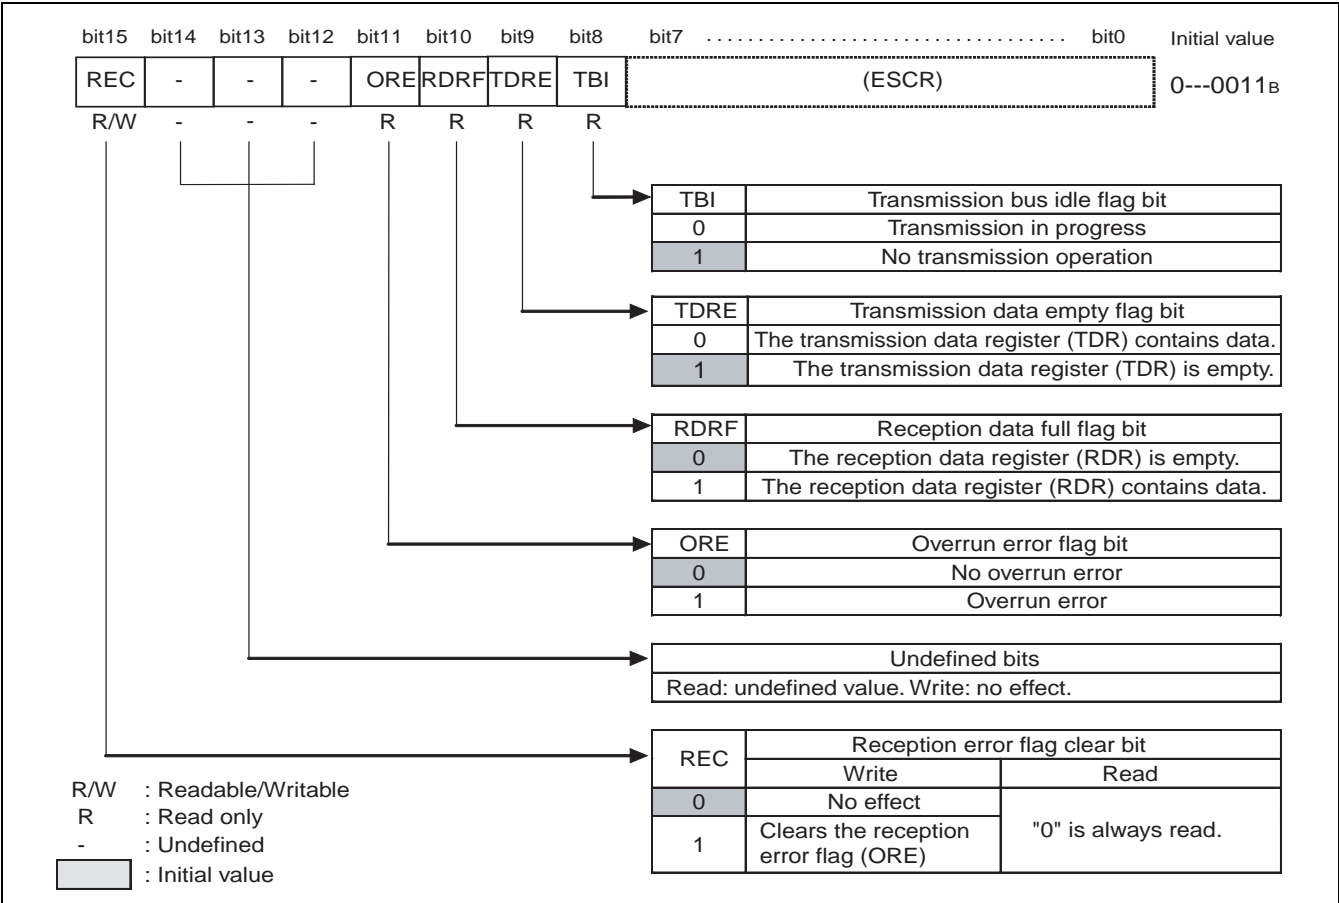 bit15 bit14 bit13 bit12 bit11 bit10 bit9 bit8 bit7 .................................... bit0 Initial value
REC - - - ORE RDRF TDRE TBI (ESCR) 0---0011B
R/W - - - R R R R
TBI Transmission bus idle flag bit
0 Transmission in progress
1 No transmission operation
TDRE Transmission data empty flag bit
0 The transmission data register (TDR) contains data.
1 The transmission data register (TDR) is empty.
RDRF Reception data full flag bit
0 The reception data register (RDR) is empty.
1 The reception data register (RDR) contains data.
ORE Overrun error flag bit
0 No overrun error
1 Overrun error
Undefined bits
Read: undefined value. Write: no effect.
REC Reception error flag clear bit
Write Read
0 No effect
1 Clears the reception
error flag (ORE)
"0" is always read.
R/W : Readable/Writable
R : Read only
- : Undefined
: Initial value